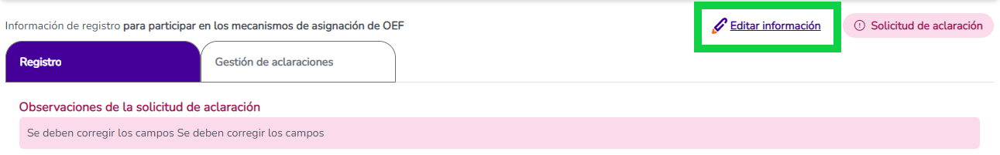 Información de registro para participar en los mecanismos de asignación de OEF
Editar información
Solicitud de aclaración
Registro
Gestión de aclaraciones
Observaciones de la solicitud de aclaración
Se deben corregir los campos Se deben corregir los campos